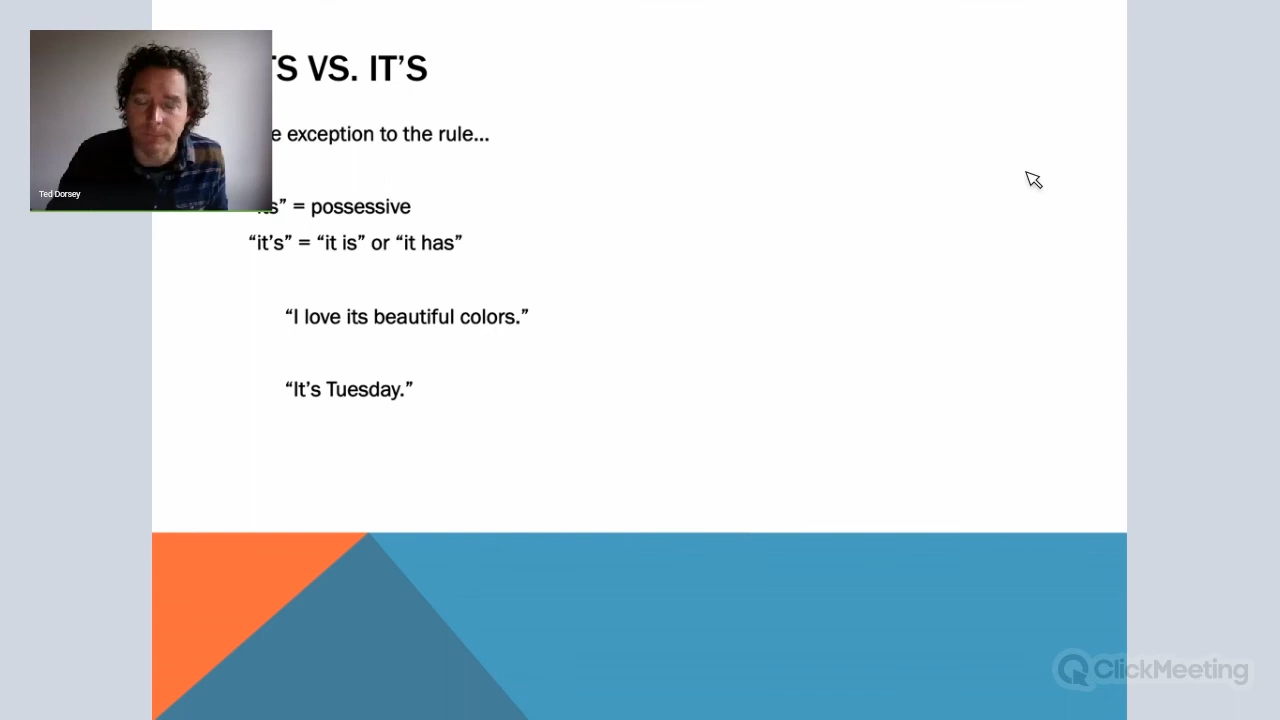 TS VS. IT’S
e exception to the rule...
Ted Dorsey
its” = possessive
“it’s” = “it is” or “it has”
“I love its beautiful colors.”
“It’s Tuesday.”
ClickMeeting